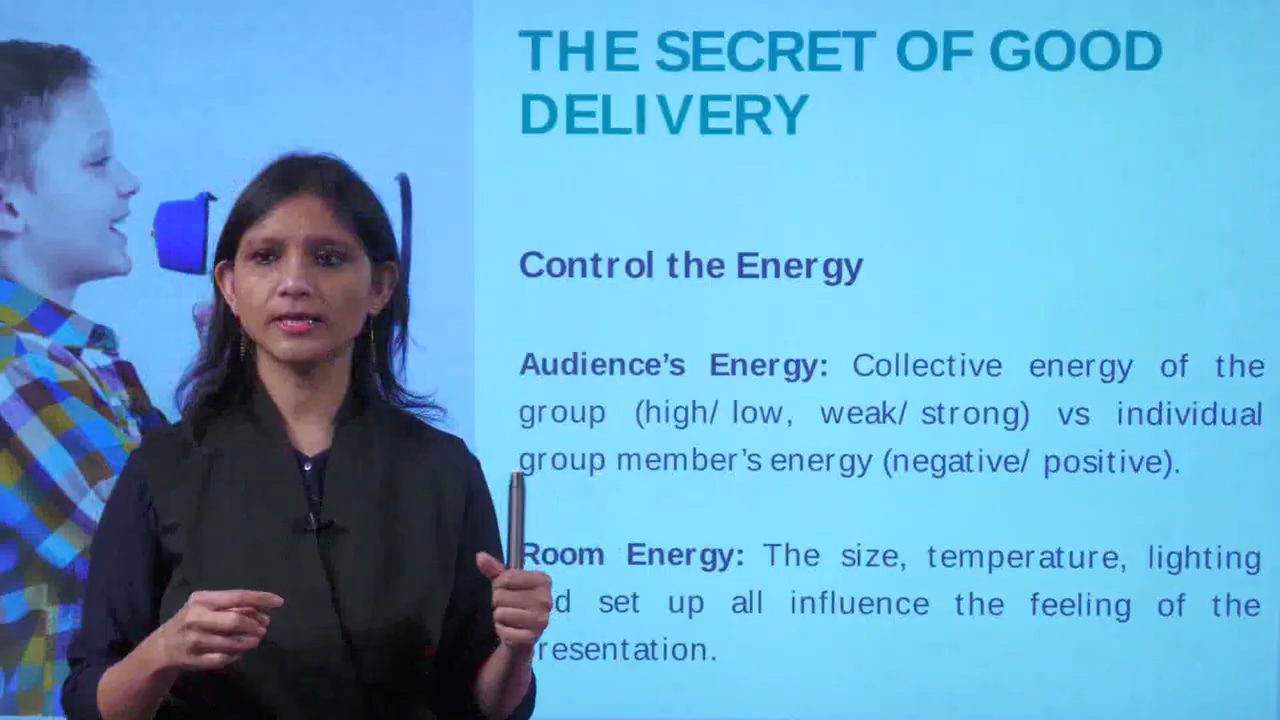 THE SECRET OF GOOD
DELIVERY
Control the Energy
Audience's Energy: Collective energy of the
group (high/ low, weak/ strong) vs individual
group member's energy (negative/ positive).
Room Energy: The size, temperature, lighting
set up all influence the feeling of the
presentation.